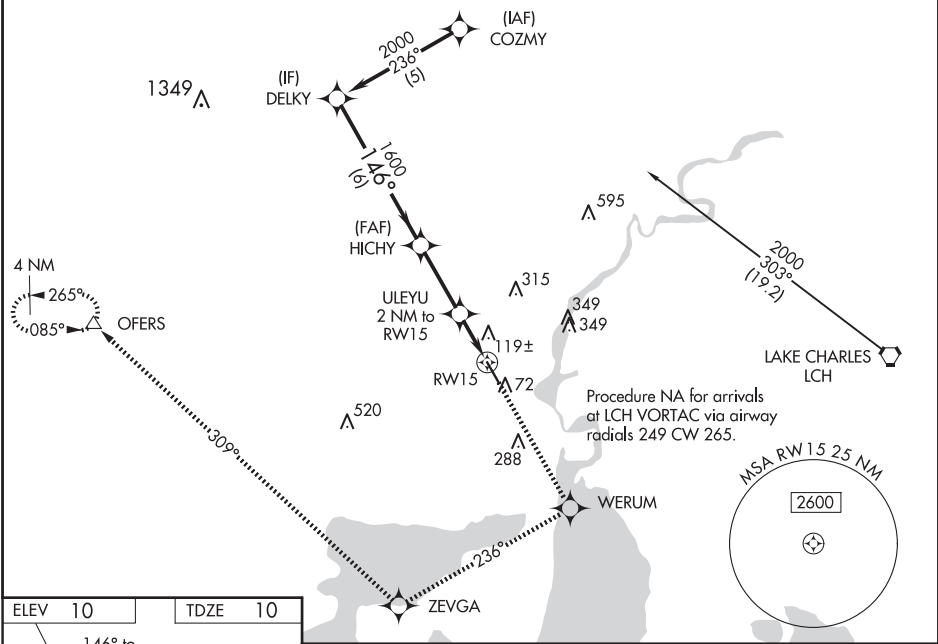 (IAF)
COZMY
2000
236°
(5)
(IF)
DELKY
1349
1600
146°
(6)
595
(FAF)
HICHY
2000
303°
(19.2)
4 NM
265°
085°
OFERS
315
ULEYU
2 NM to
RW15
349
349
119±
LAKE CHARLES
LCH
RW15
72
Procedure NA for arrivals
at LCH VORTAC via airway
radials 249 CW 265.
520
309°
288
MSA RW15 25 NM
2600
WERUM
236°
ZEVGA
ELEV 10
TDZE 10
146° to